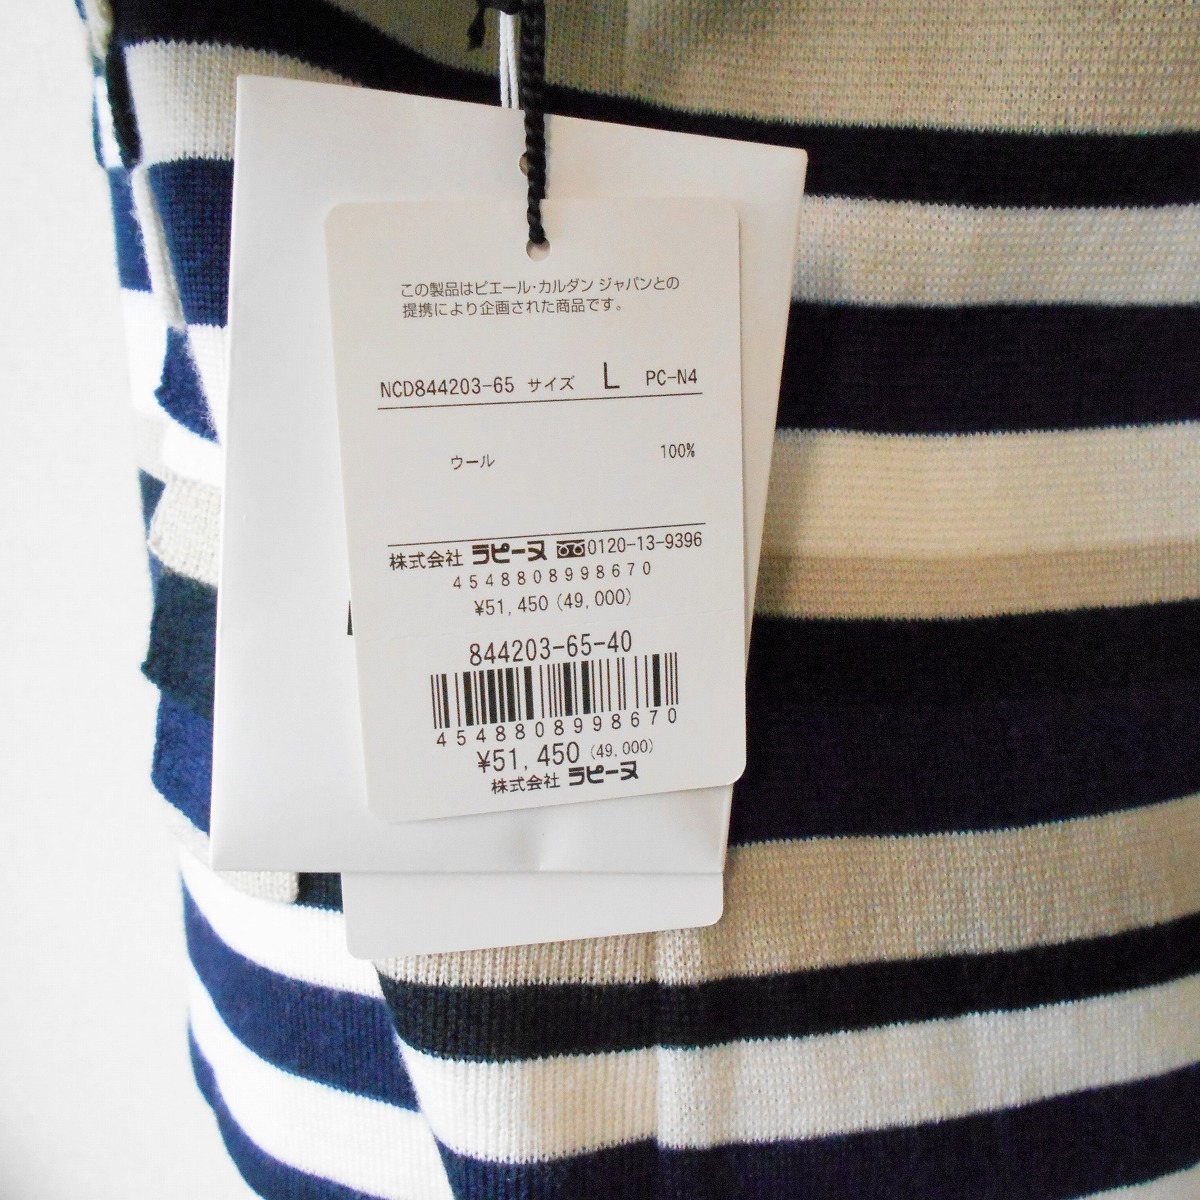 この製品はピエール・カルダン ジャパンとの
提携により企画された商品です。
NCD844203-65 サイズ L PC-N4
ウール 100%
株式会社 ラピーヌ 0120-13-9396
4548808998670
¥51,450 (49,000)
844203-65-40
4548808998670
¥51,450 (49,000)
株式会社 ラピーヌ